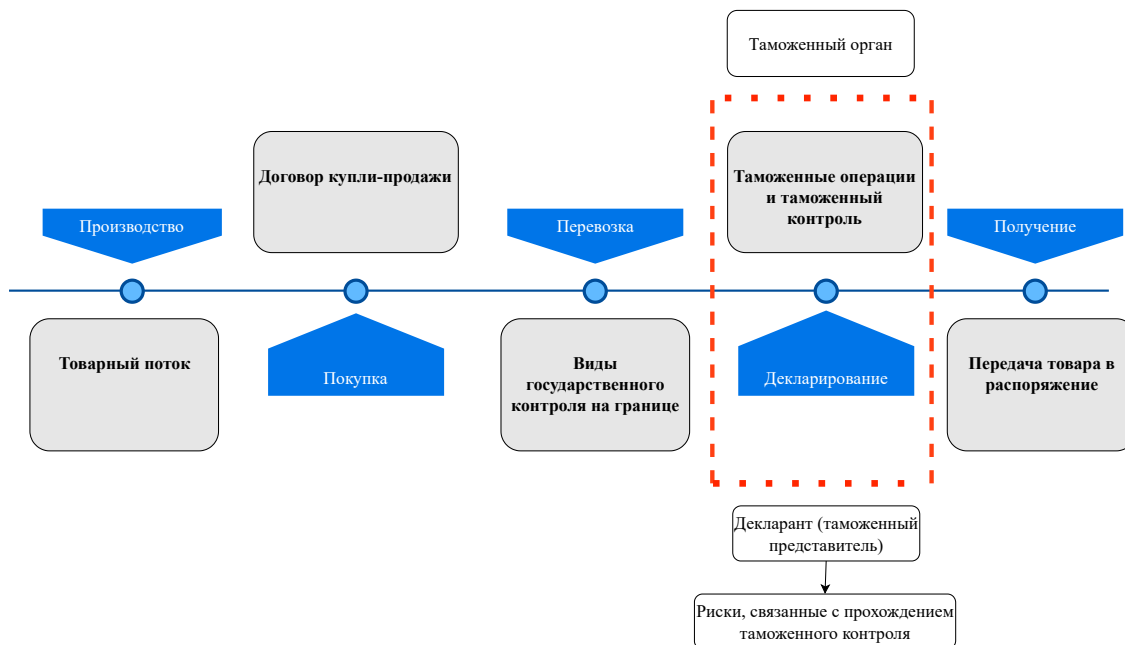 Таможенный орган
Договор купли-продажи
Таможенные операции
и таможенный
контроль
Производство
Перевозка
Получение
Товарный поток
Покупка
Виды
государственного
контроля на границе
Декларирование
Передача товара в
распоряжение
Декларант (таможенный
представитель)
Риски, связанные с прохождением
таможенного контроля